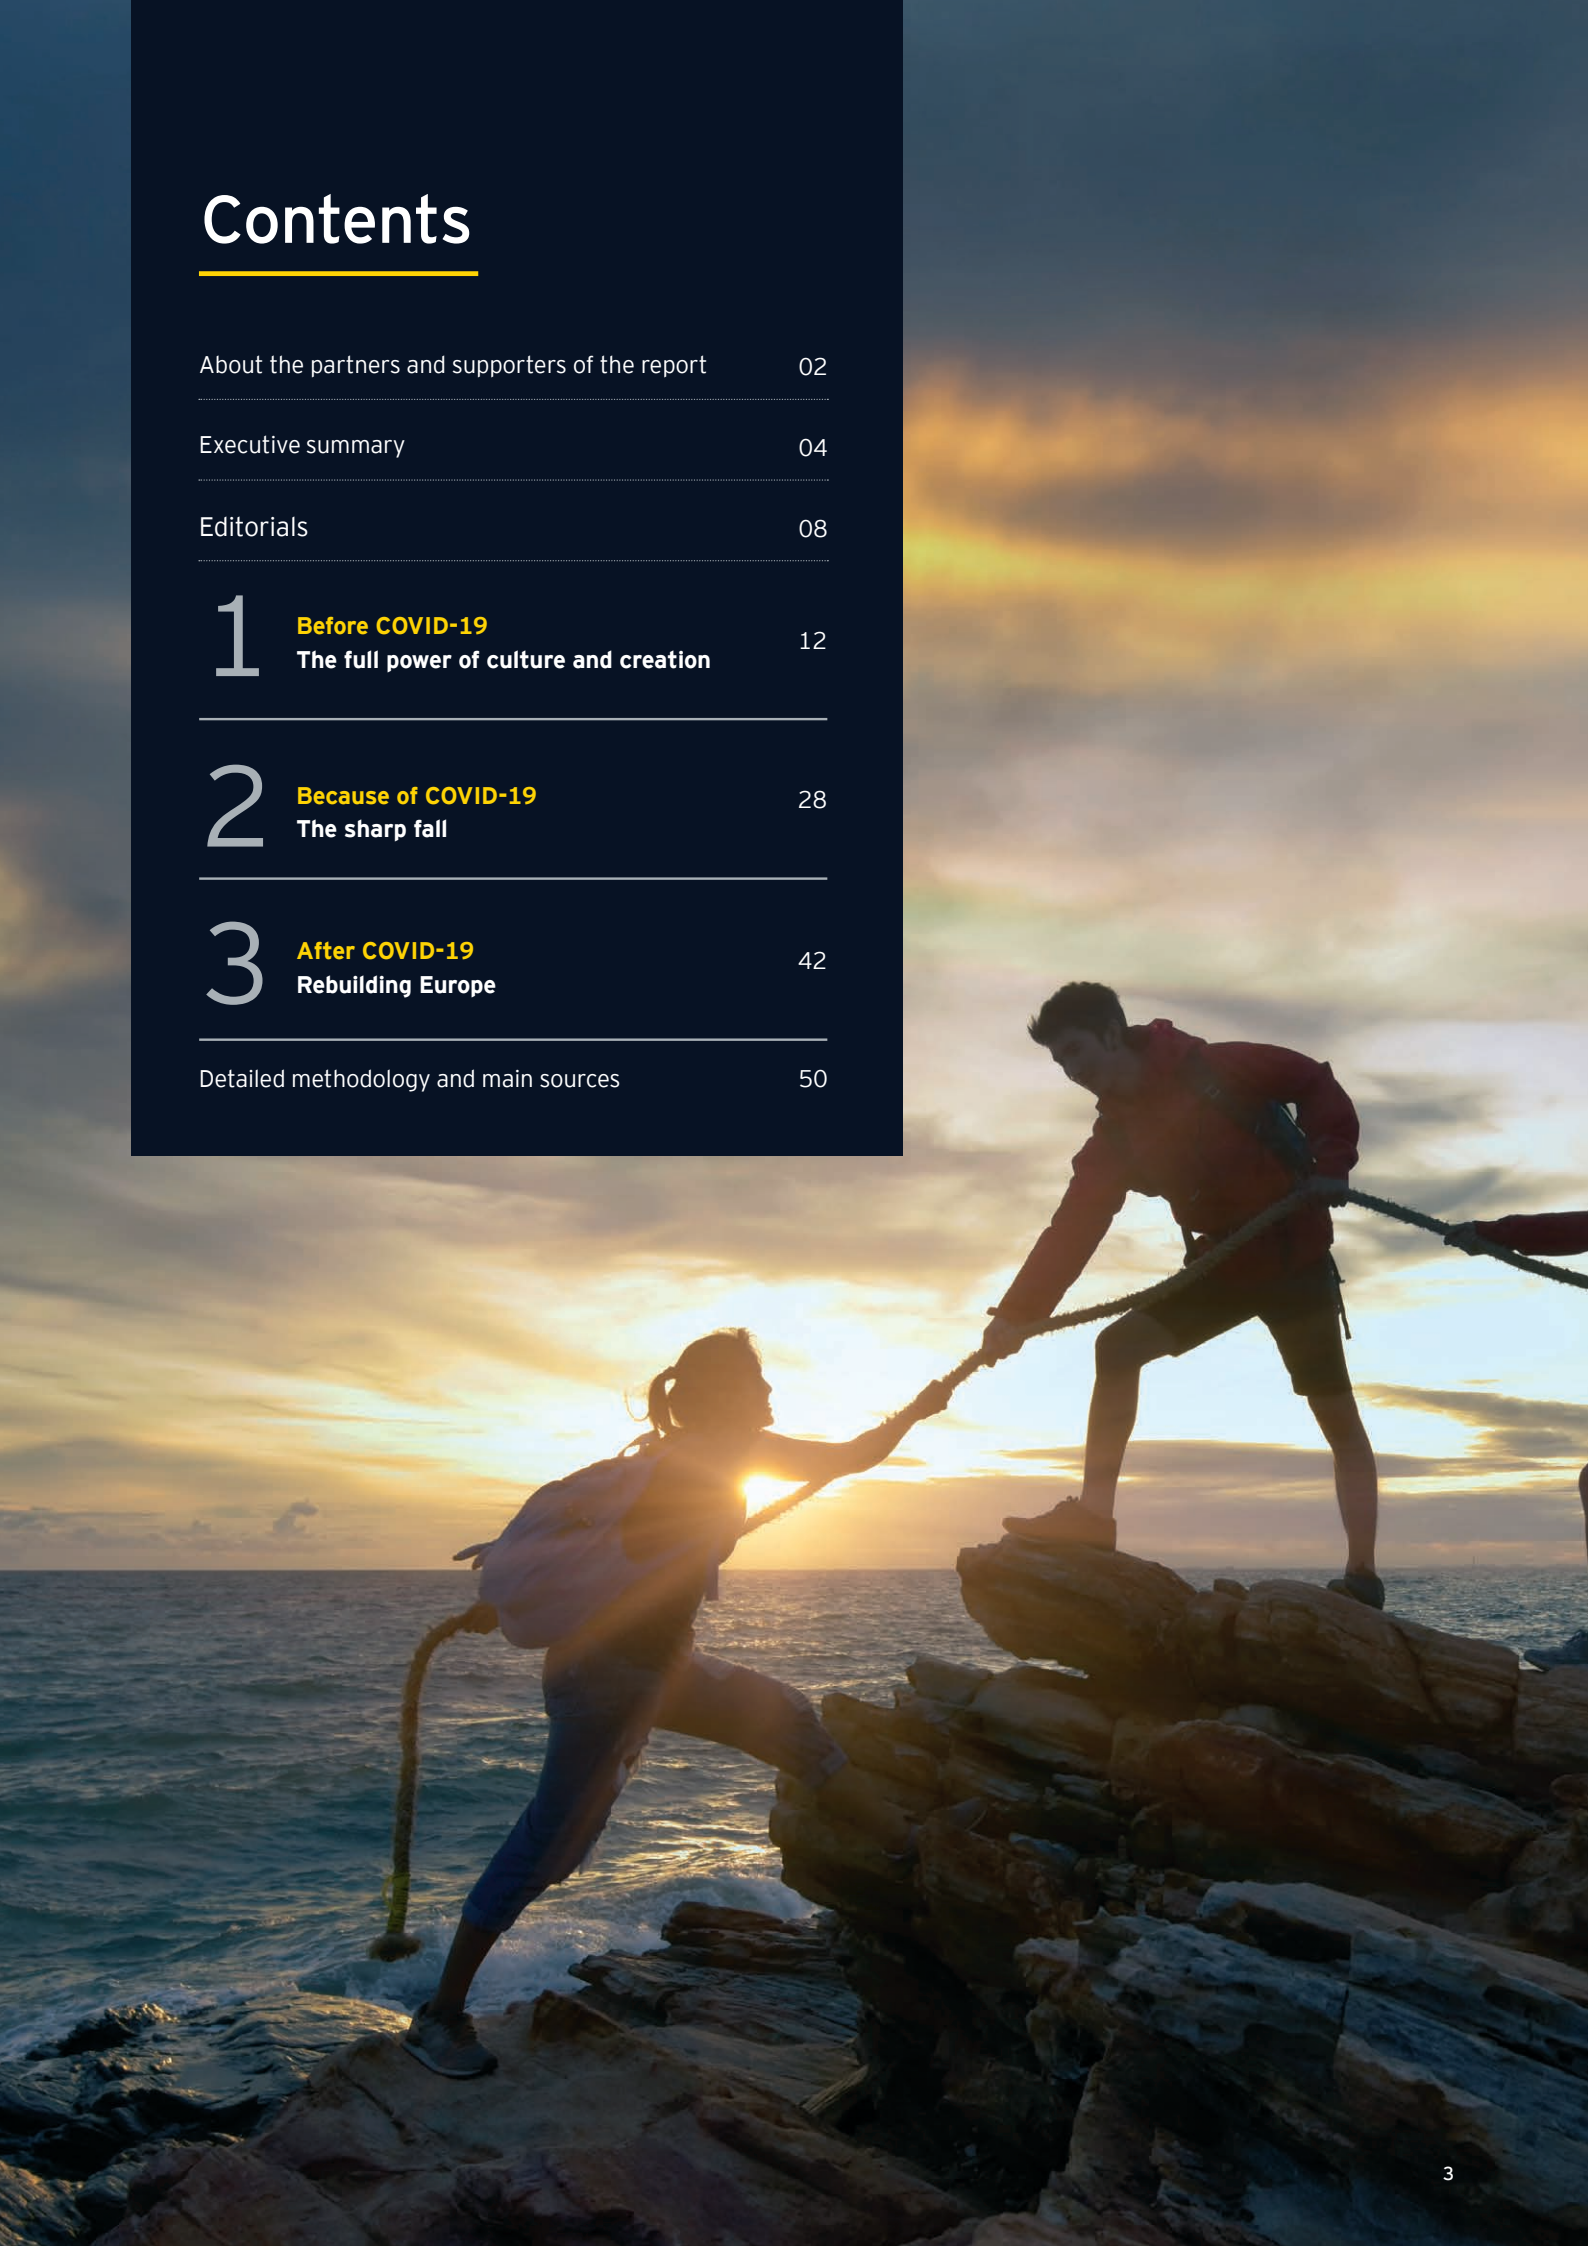 Contents
About the partners and supporters of the report 02
Executive summary 04
Editorials 08
1
Before COVID-19
The full power of culture and creation
12
2
Because of COVID-19
The sharp fall
28
3
After COVID-19
Rebuilding Europe
42
Detailed methodology and main sources 50
3